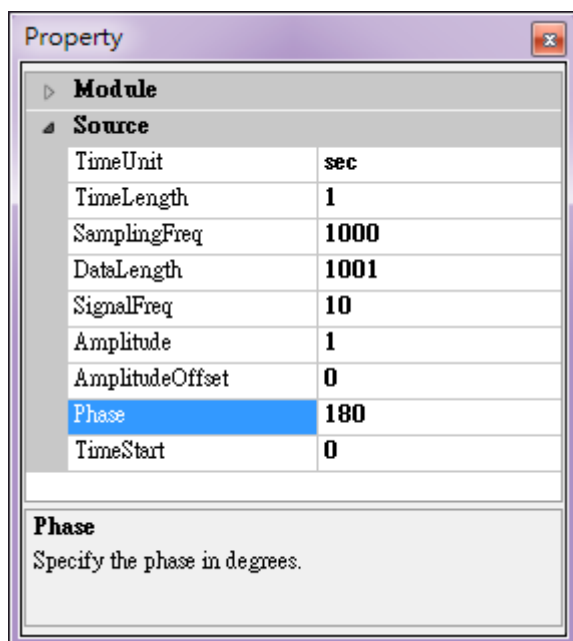 Property
Module
Source
TimeUnit sec
TimeLength 1
SamplingFreq 1000
DataLength 1001
SignalFreq 10
Amplitude 1
AmplitudeOffset 0
Phase 180
TimeStart 0
Phase
Specify the phase in degrees.